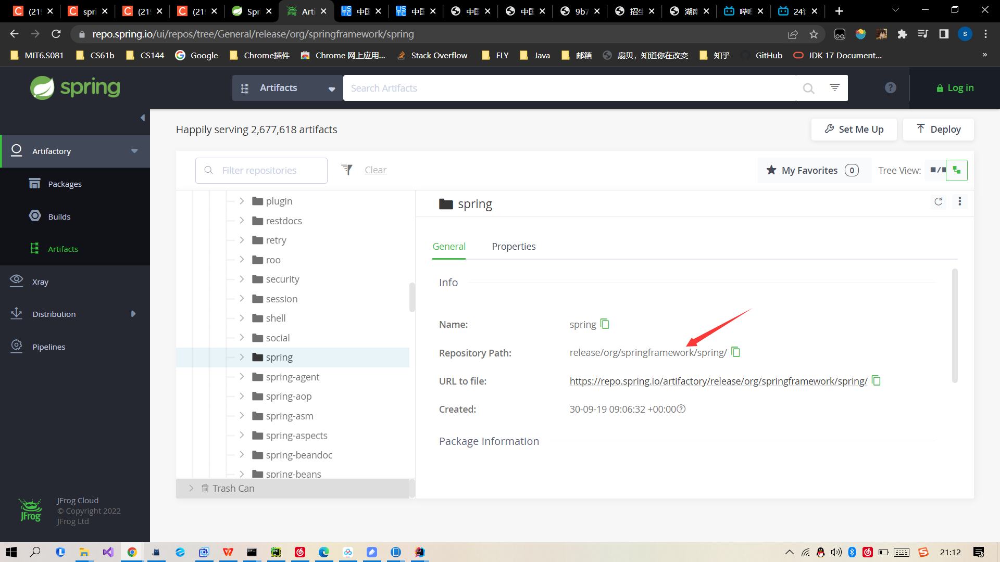 (21
spri
(21
(21
Spr
Arti
中国
中国
中国
中国
9b7
招生
湖南
哔哩
24
repo.spring.io/ui/repos/tree/General/release/org/springframework/spring
S
MIT6.S081
CS61b
CS144
Google
Chrome插件
Chrome 网上应用...
Stack Overflow
FLY
Java
邮箱
扇贝，知道你在改变
知乎
GitHub
JDK 17 Document...
»
spring
Artifacts
Search Artifacts
Log in
Happily serving 2,677,618 artifacts
Set Me Up
Deploy
Artifactory
Packages
Builds
Artifacts
Xray
Distribution
Pipelines
Filter repositories
Clear
My Favorites 0
Tree View:
plugin
restdocs
retry
roo
security
session
shell
social
spring
spring-agent
spring-aop
spring-asm
spring-aspects
spring-beandoc
spring-beans
Trash Can
spring
General
Properties
Info
Name:
spring
Repository Path:
release/org/springframework/spring/
URL to file:
https://repo.spring.io/artifactory/release/org/springframework/spring/
Created:
30-09-19 09:06:32 +00:00
Package Information
JFrog
JFrog Cloud
© Copyright 2022
JFrog Ltd
21:12